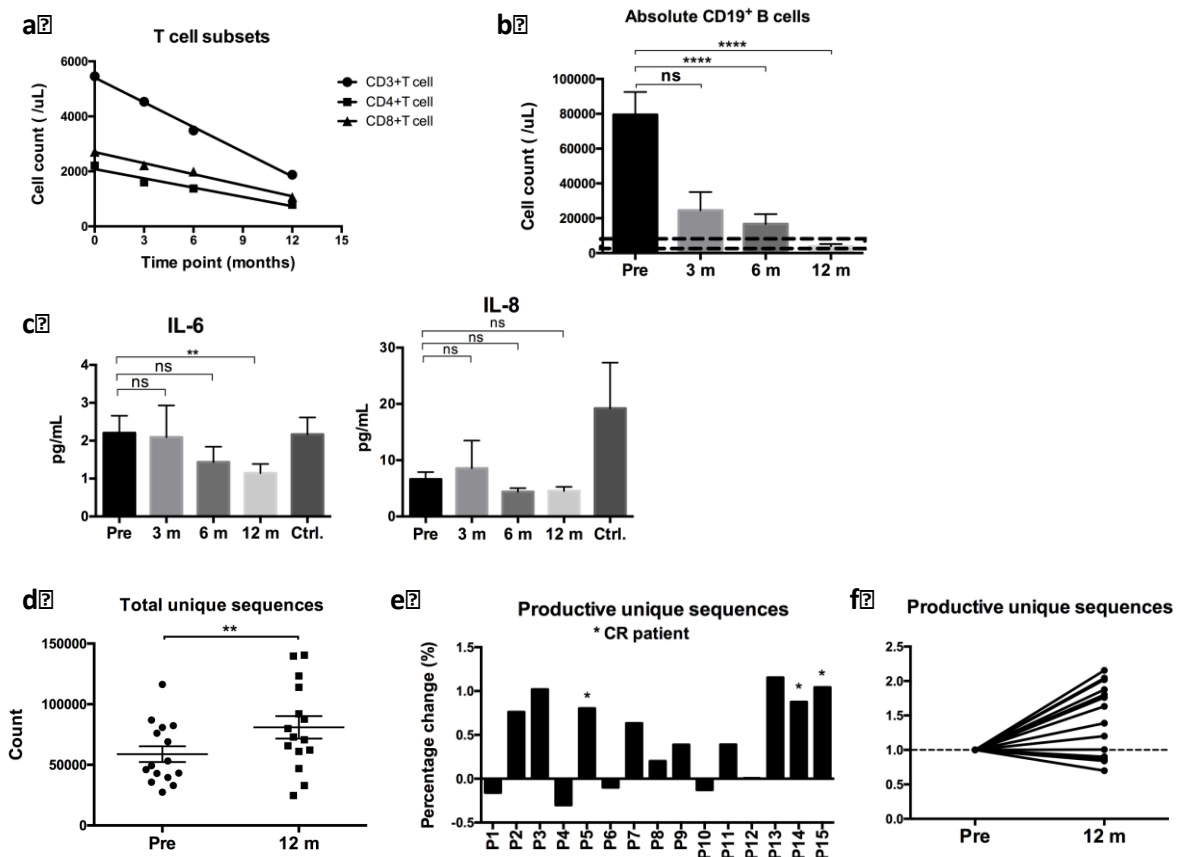 a
T cell subsets
6000
4000
2000
0
Cell count ( /uL)
0 3 6 9 12 15
Time point (months)
CD3+T cell
CD4+T cell
CD8+T cell
b
Absolute CD19+ B cells
****
****
ns
100000
80000
60000
40000
20000
0
Cell count ( /uL)
Pre 3 m 6 m 12 m
c
IL-6
**
ns
ns
4
3
2
1
0
pg/mL
Pre 3 m 6 m 12 m Ctrl.
IL-8
ns
ns
ns
30
20
10
0
pg/mL
Pre 3 m 6 m 12 m Ctrl.
d
Total unique sequences
**
150000
100000
50000
0
Count
Pre 12 m
e
Productive unique sequences
* CR patient
1.5
1.0
0.5
0.0
-0.5
Percentage change (%)
* * *
P1 P2 P3 P4 P5 P6 P7 P8 P9 P10 P11 P12 P13 P14 P15
f
Productive unique sequences
2.5
2.0
1.5
1.0
0.5
0.0
Pre 12 m